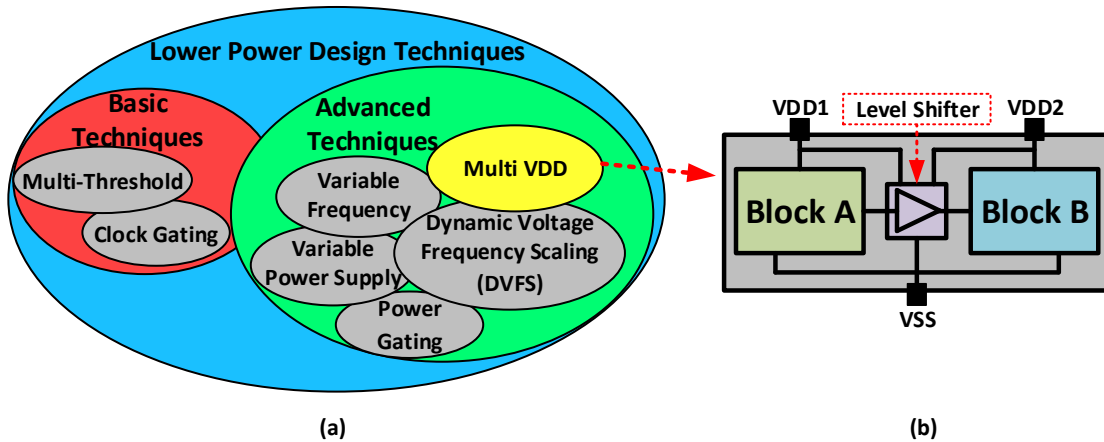 Lower Power Design Techniques
Basic
Techniques
Multi-Threshold
Clock Gating
Advanced
Techniques
Multi VDD
Variable
Frequency
Dynamic Voltage
Frequency Scaling
(DVFS)
Variable
Power Supply
Power
Gating
(a)
VDD1
Level Shifter
VDD2
Block A
Block B
VSS
(b)